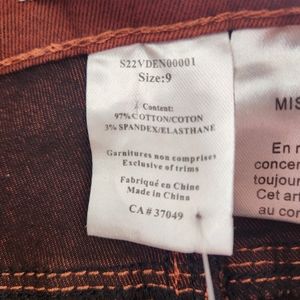 S22VDEN00001
Size:9
Content:
97% COTTON/COTON
3% SPANDEX/ELASTHANE
Garnitures non comprises
Exclusive of trims
Fabriqué en Chine
Made in China
CA # 37049
MIS
En n
concer
toujour
Cet art
au con